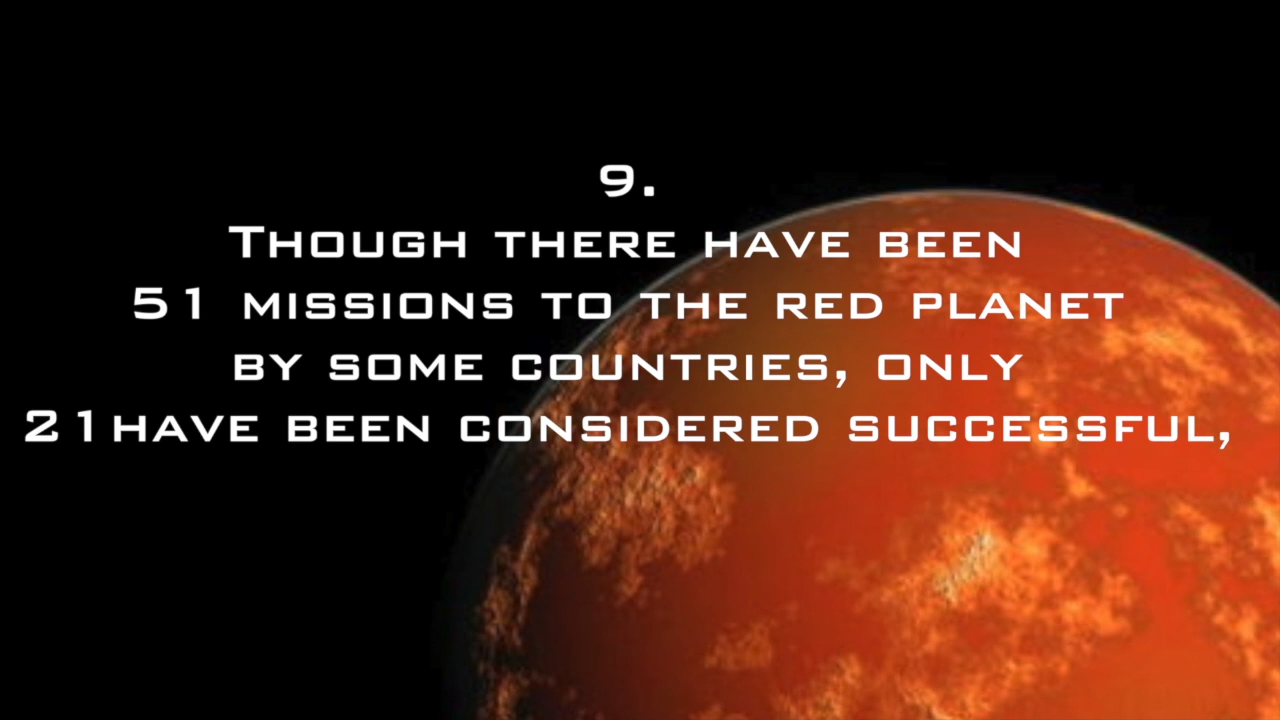 9.
Though there have been
51 missions to the red planet
by some countries, only
21have been considered successful,